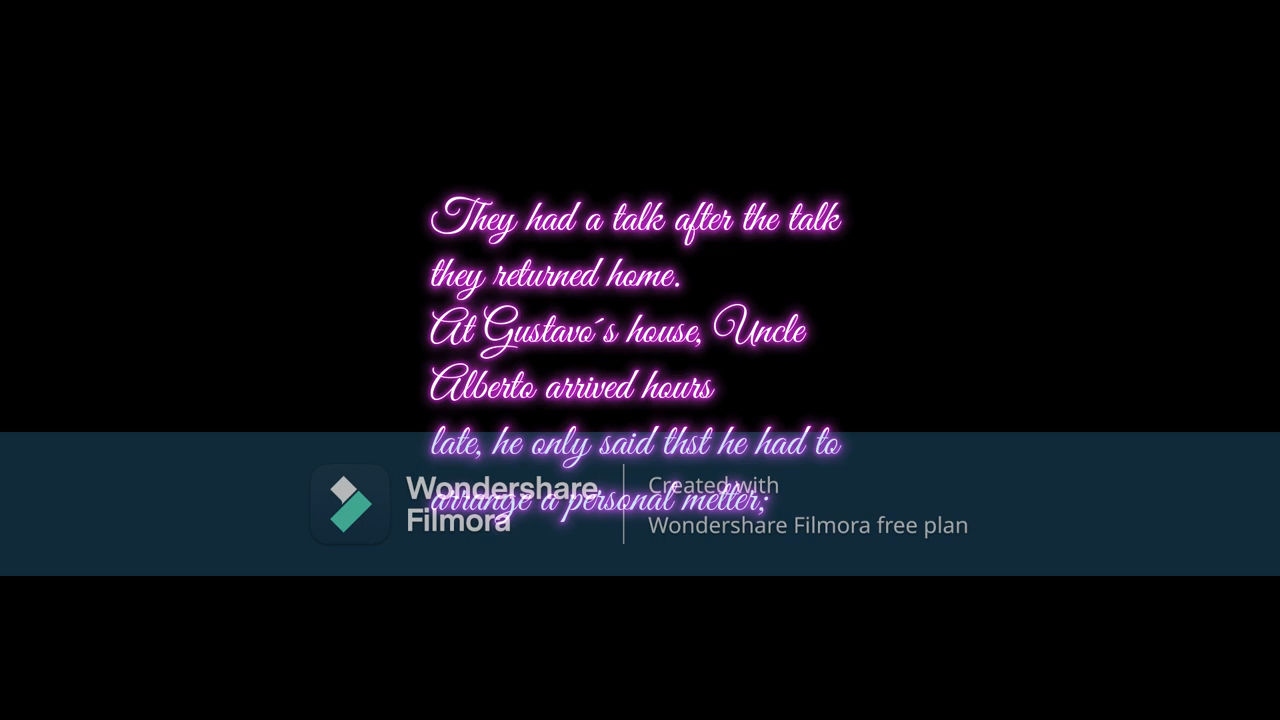 They had a talk after the talk
they returned home.
At Gustavo´s house, Uncle
Alberto arrived hours
late, he only said thst he had to
arrange a personal metter;
Wondershare
Filmora
Created with
Wondershare Filmora free plan